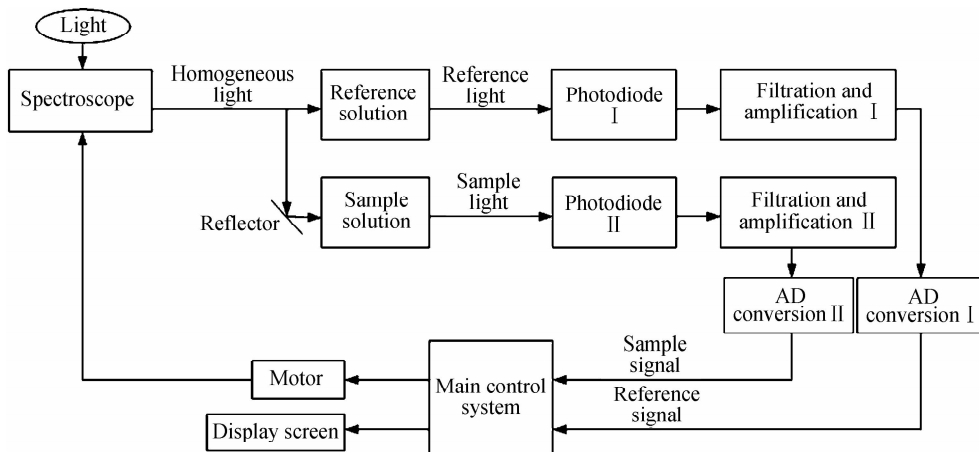 Light
Spectroscope
Homogeneous
light
Reference
solution
Reference
light
Photodiode
Ⅰ
Filtration and
amplification Ⅰ
Reflector
Sample
solution
Sample
light
Photodiode
Ⅱ
Filtration and
amplification Ⅱ
AD
conversion Ⅱ
AD
conversion Ⅰ
Motor
Display screen
Main control
system
Sample
signal
Reference
signal